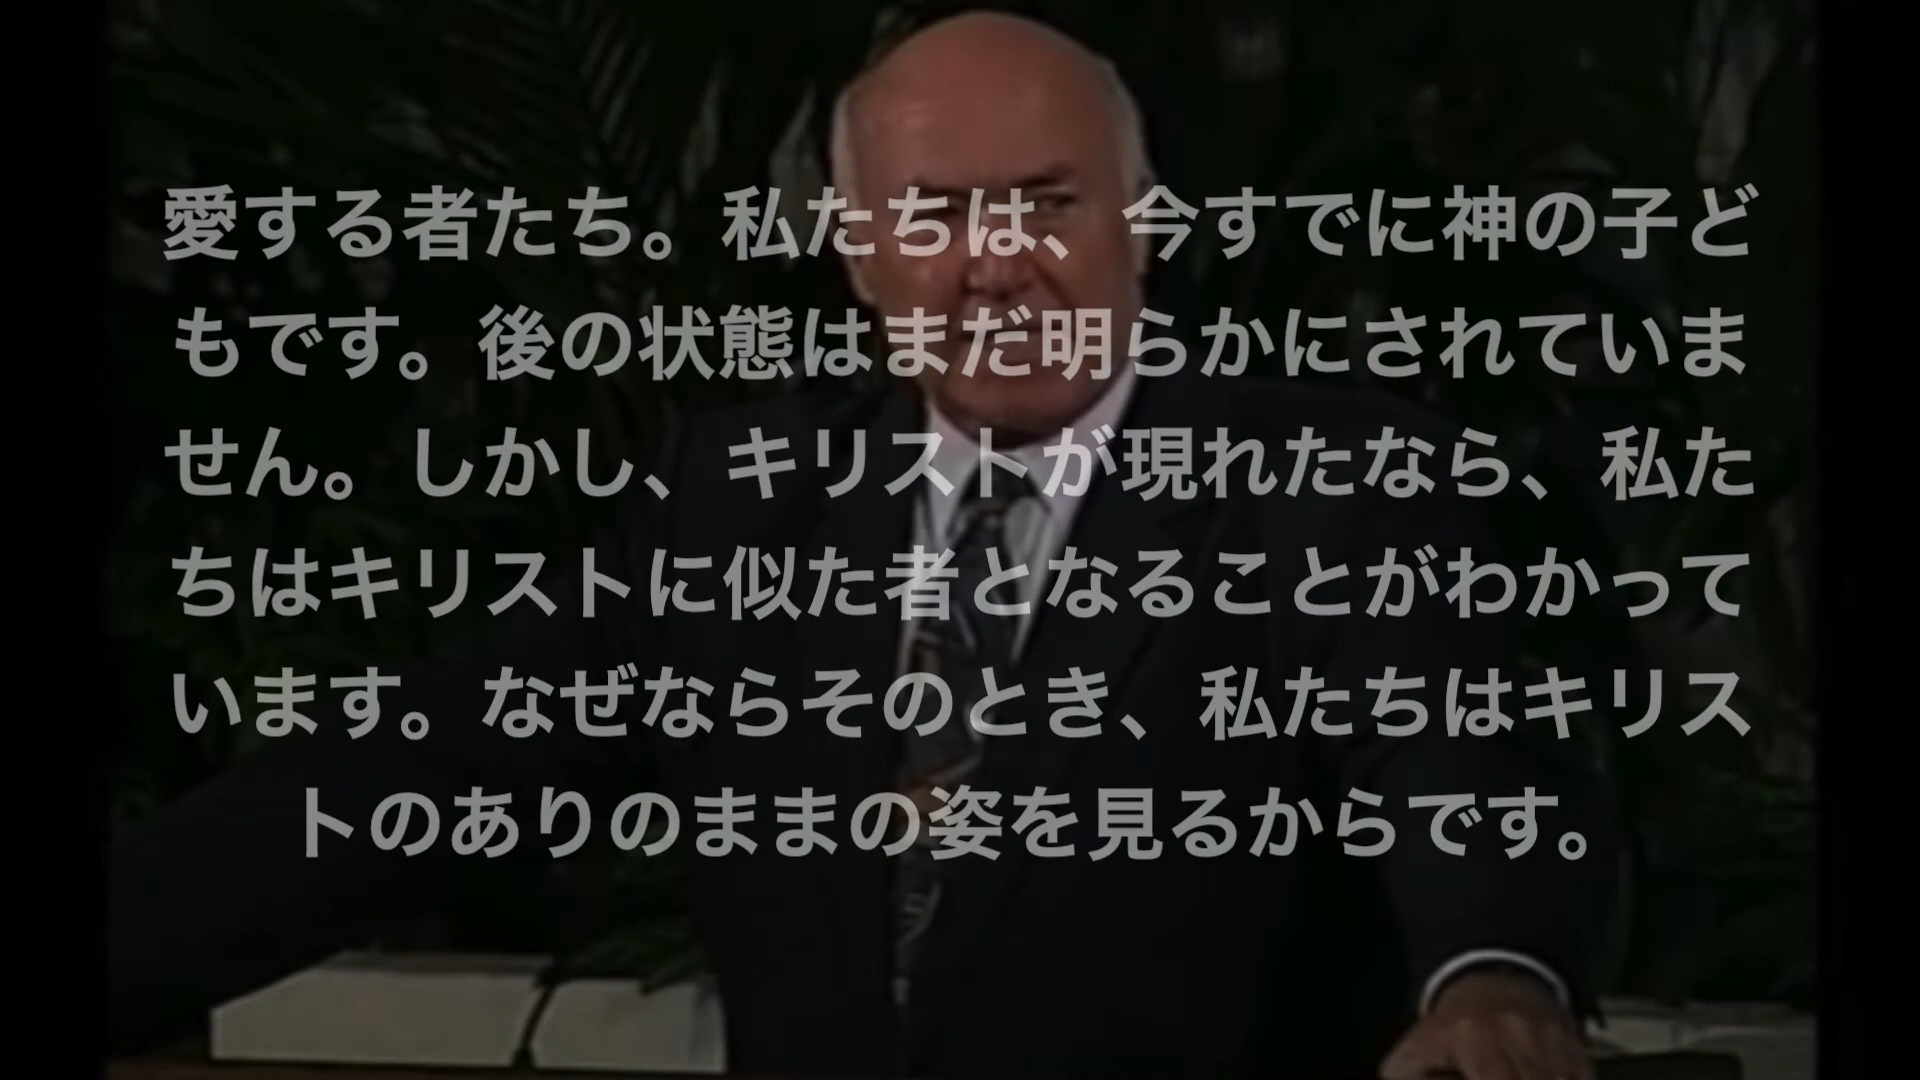 愛する者たち。私たちは、今すでに神の子ど
もです。後の状態はまだ明らかにされていま
せん。しかし、キリストが現れたなら、私た
ちはキリストに似た者となることがわかって
います。なぜならそのとき、私たちはキリス
トのありのままの姿を見るからです。